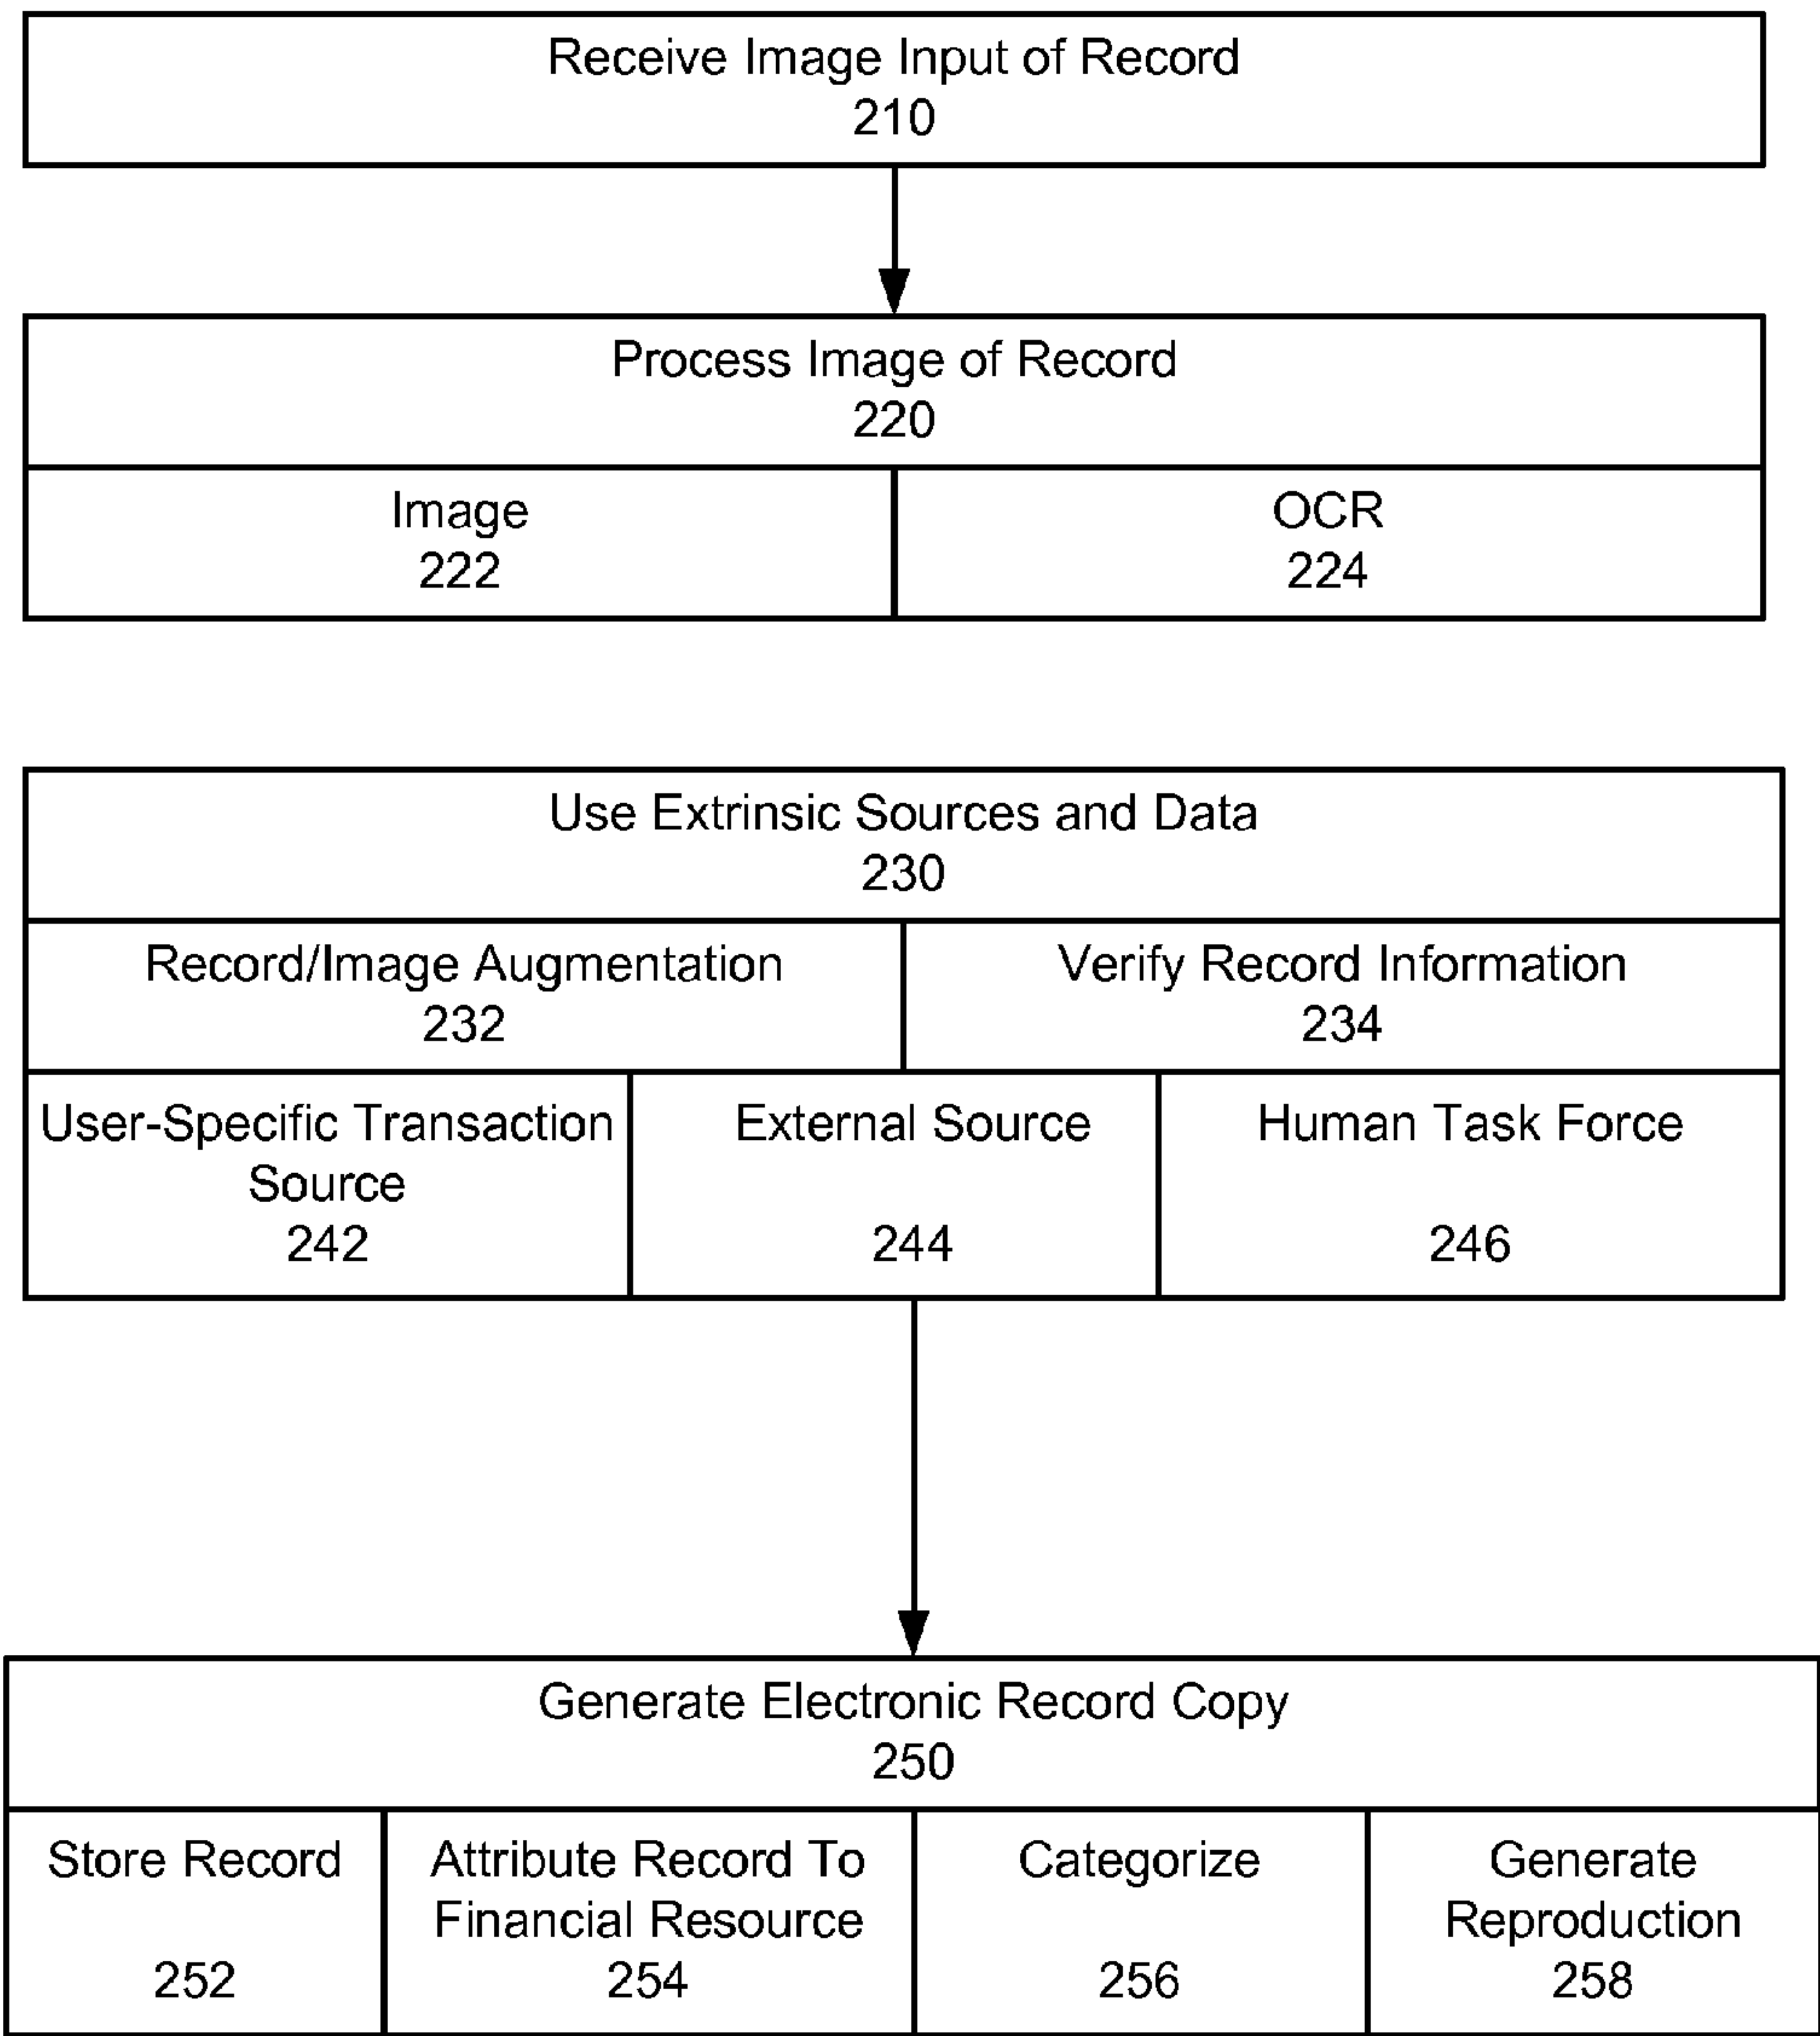 Receive Image Input of Record
210
Process Image of Record
220
Image
222
OCR
224
Use Extrinsic Sources and Data
230
Record/Image Augmentation
232
Verify Record Information
234
User-Specific Transaction
Source
242
External Source
244
Human Task Force
246
Generate Electronic Record Copy
250
Store Record
252
Attribute Record To
Financial Resource
254
Categorize
256
Generate
Reproduction
258